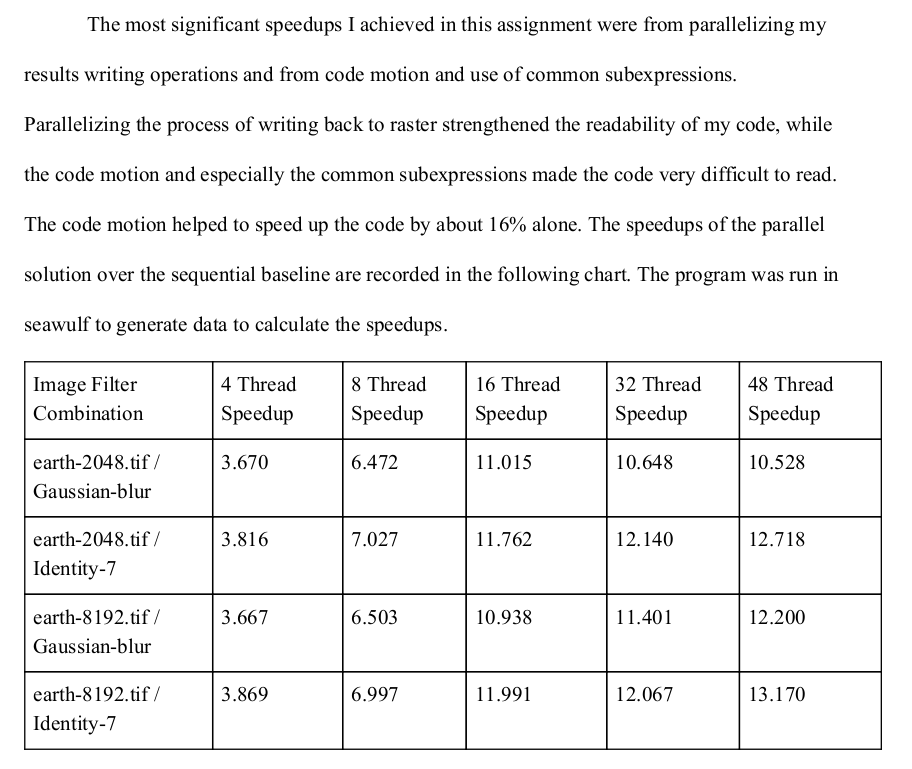 The most significant speedups I achieved in this assignment were from parallelizing my
results writing operations and from code motion and use of common subexpressions.
Parallelizing the process of writing back to raster strengthened the readability of my code, while
the code motion and especially the common subexpressions made the code very difficult to read.
The code motion helped to speed up the code by about 16% alone. The speedups of the parallel
solution over the sequential baseline are recorded in the following chart. The program was run in
seawulf to generate data to calculate the speedups.
Image Filter Combination 4 Thread Speedup 8 Thread Speedup 16 Thread Speedup 32 Thread Speedup 48 Thread Speedup
earth-2048.tif / Gaussian-blur 3.670 6.472 11.015 10.648 10.528
earth-2048.tif / Identity-7 3.816 7.027 11.762 12.140 12.718
earth-8192.tif / Gaussian-blur 3.667 6.503 10.938 11.401 12.200
earth-8192.tif / Identity-7 3.869 6.997 11.991 12.067 13.170